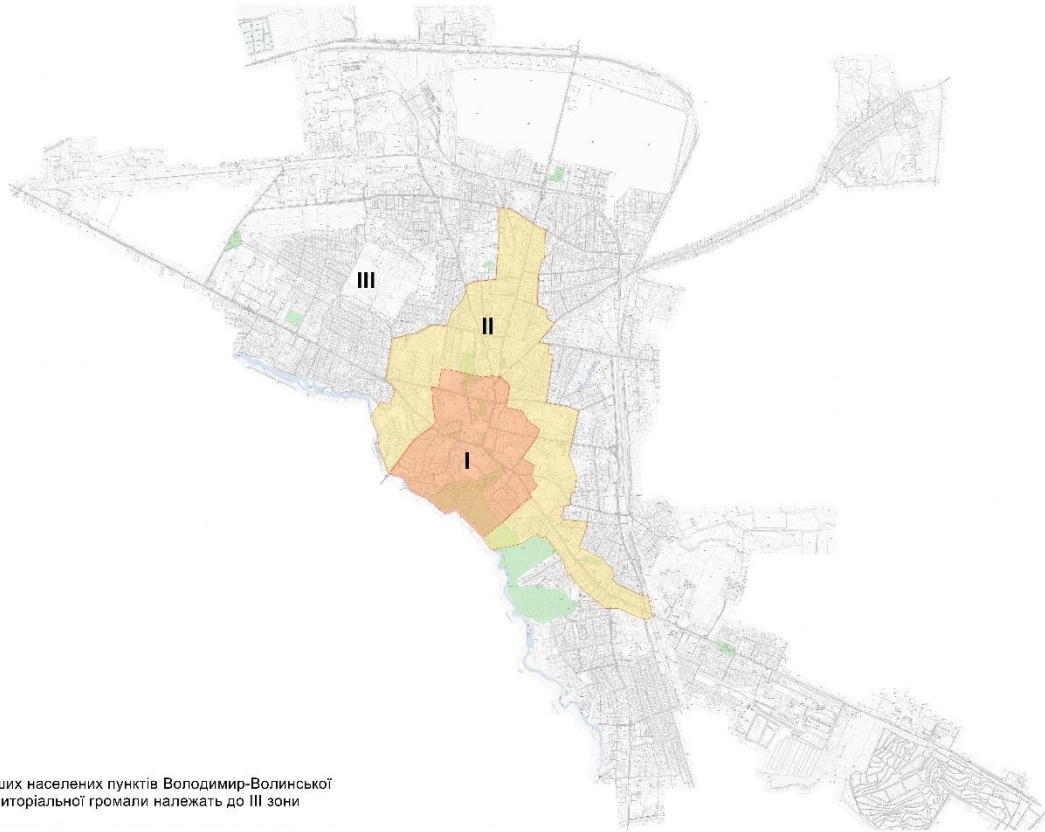 III
II
I
ших населених пунктів Володимир-Волинської
иторіальної громали належать до III зони